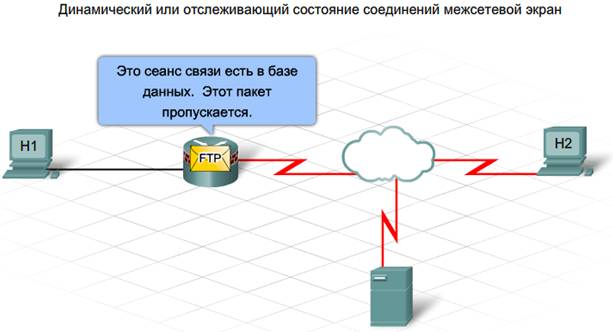 Динамический или отслеживающий состояние соединений межсетевой экран
Это сеанс связи есть в базе
данных. Этот пакет
пропускается.
H1
FTP
H2